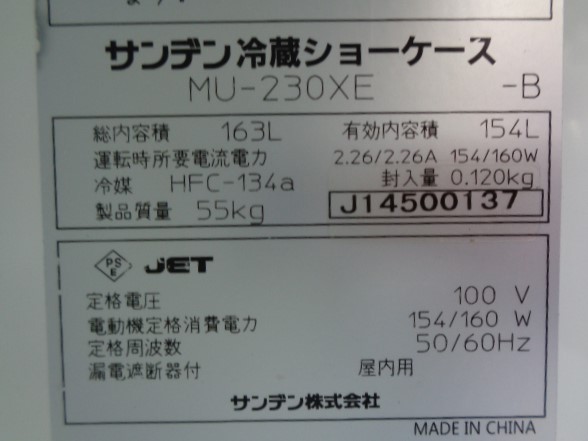 サンデン冷蔵ショーケース
MU-230XE -B
総内容積 163L 有効内容積 154L
運転時所要電流電力 2.26/2.26A 154/160W
冷媒 HFC-134a 封入量 0.120kg
製品質量 55kg J14500137
PS E JET
定格電圧 100 V
電動機定格消費電力 154/160 W
定格周波数 50/60Hz
漏電遮断器付 屋内用
サンデン株式会社
MADE IN CHINA